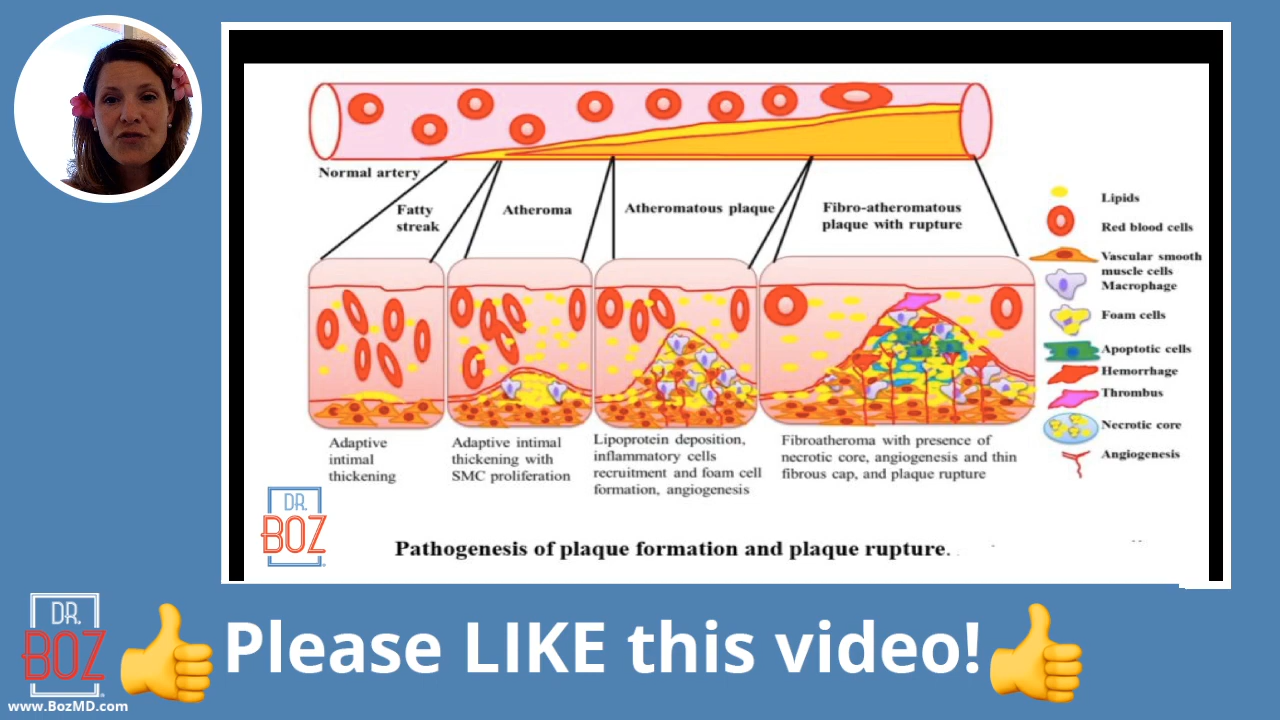 Normal artery
Fatty
streak
Atheroma
Atheromatous plaque
Fibro-atheromatous
plaque with rupture
Lipids
Red blood cells
Vascular smooth
muscle cells
Macrophage
Foam cells
Apoptotic cells
Hemorrhage
Thrombus
Necrotic core
Angiogenesis
Adaptive
intimal
thickening
Adaptive intimal
thickening with
SMC proliferation
Lipoprotein deposition,
inflammatory cells
recruitment and foam cell
formation, angiogenesis
Fibroatheroma with presence of
necrotic core, angiogenesis and thin
fibrous cap, and plaque rupture
DR.
BOZ
Pathogenesis of plaque formation and plaque rupture.
DR.
BOZ
Please LIKE this video!
www.BozMD.com